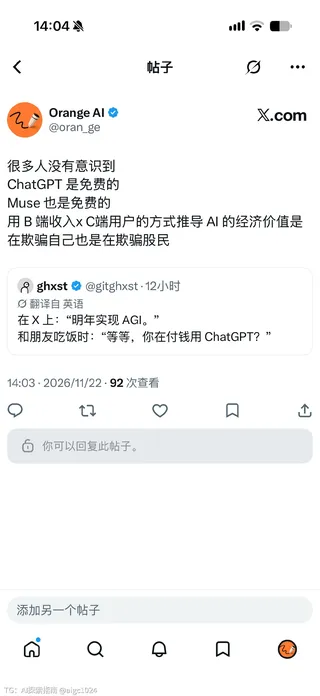 14:04
帖子
Orange AI
@oran_ge
X.com
很多人没有意识到
ChatGPT 是免费的
Muse 也是免费的
用 B 端收入x C端用户的方式推导 AI 的经济价值是
在欺骗自己也是在欺骗股民
ghxst @gitghxst · 12小时
翻译自 英语
在 X 上：“明年实现 AGI。”
和朋友吃饭时：“等等，你在付钱用 ChatGPT？”
14:03 · 2026/11/22 · 92 次查看
你可以回复此帖子。
添加另一个帖子